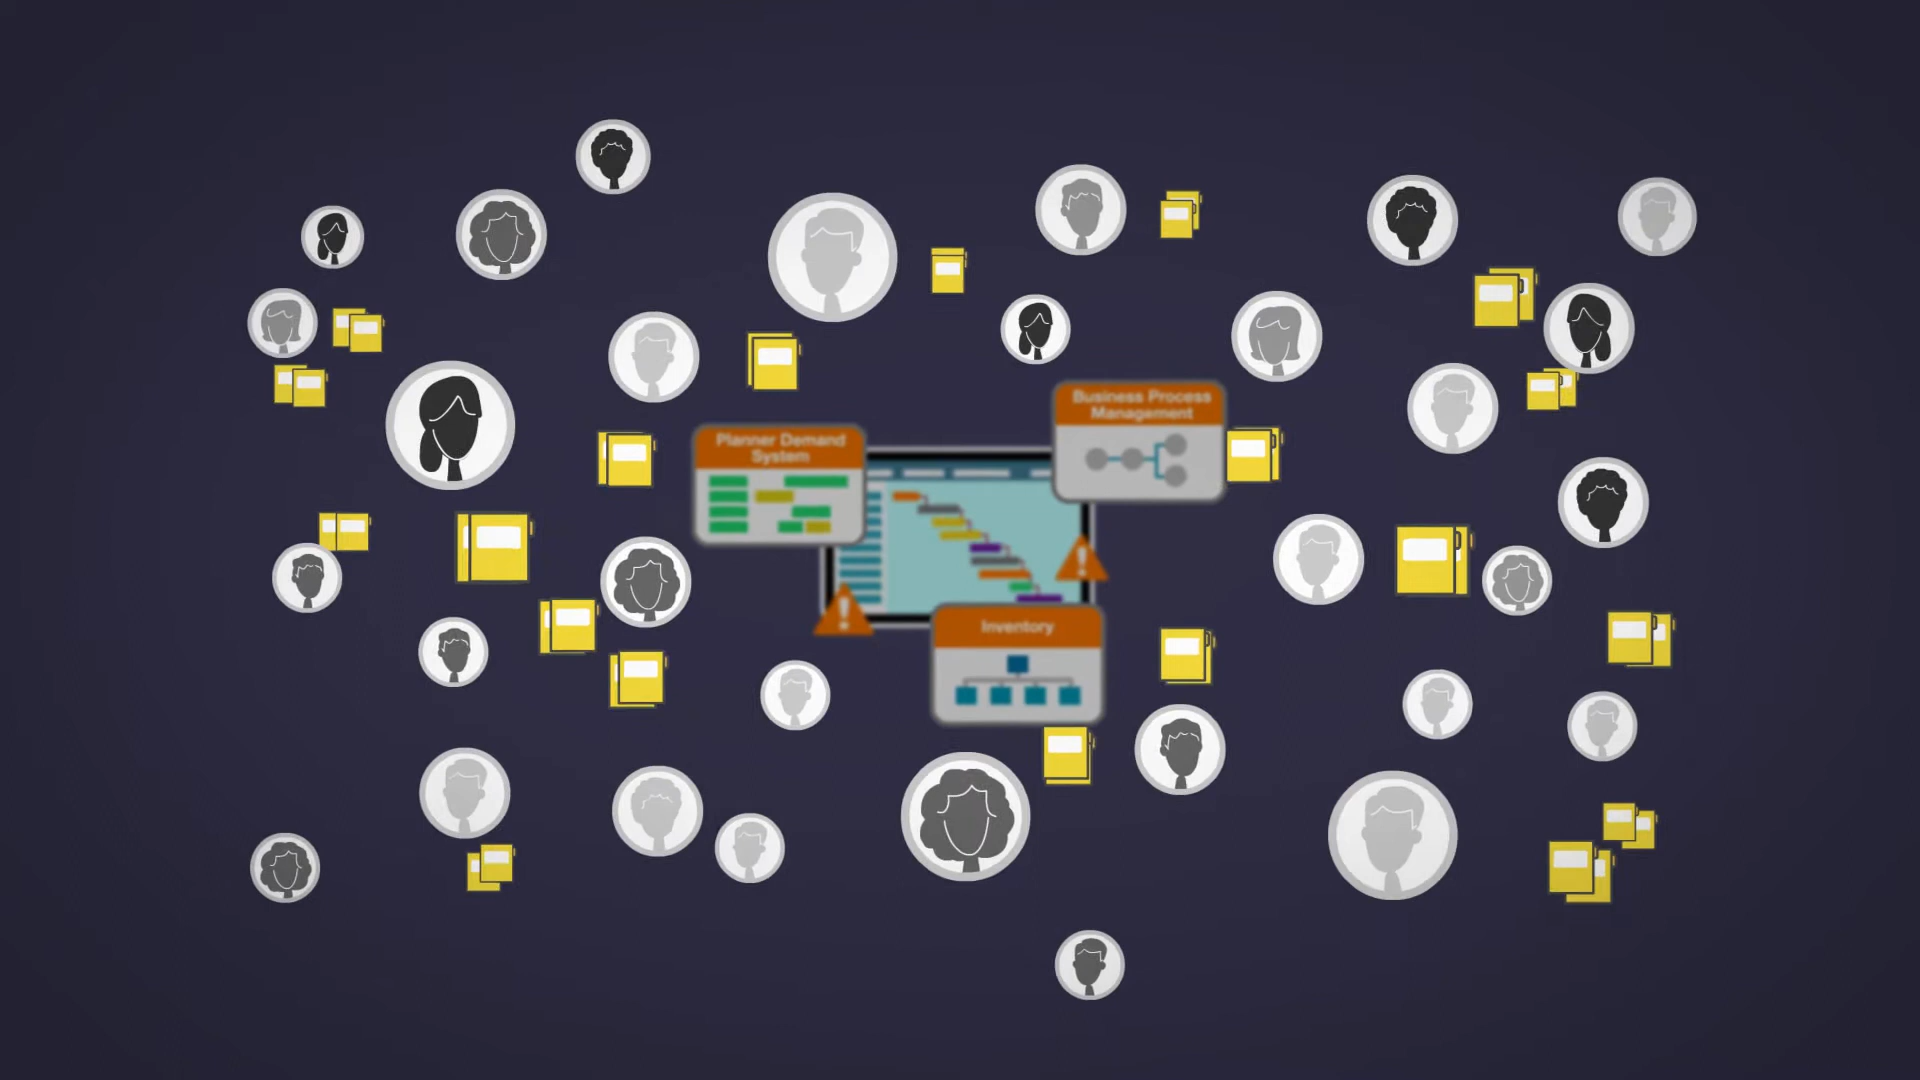 Planner Demand
System
Business Process
Management
Inventory